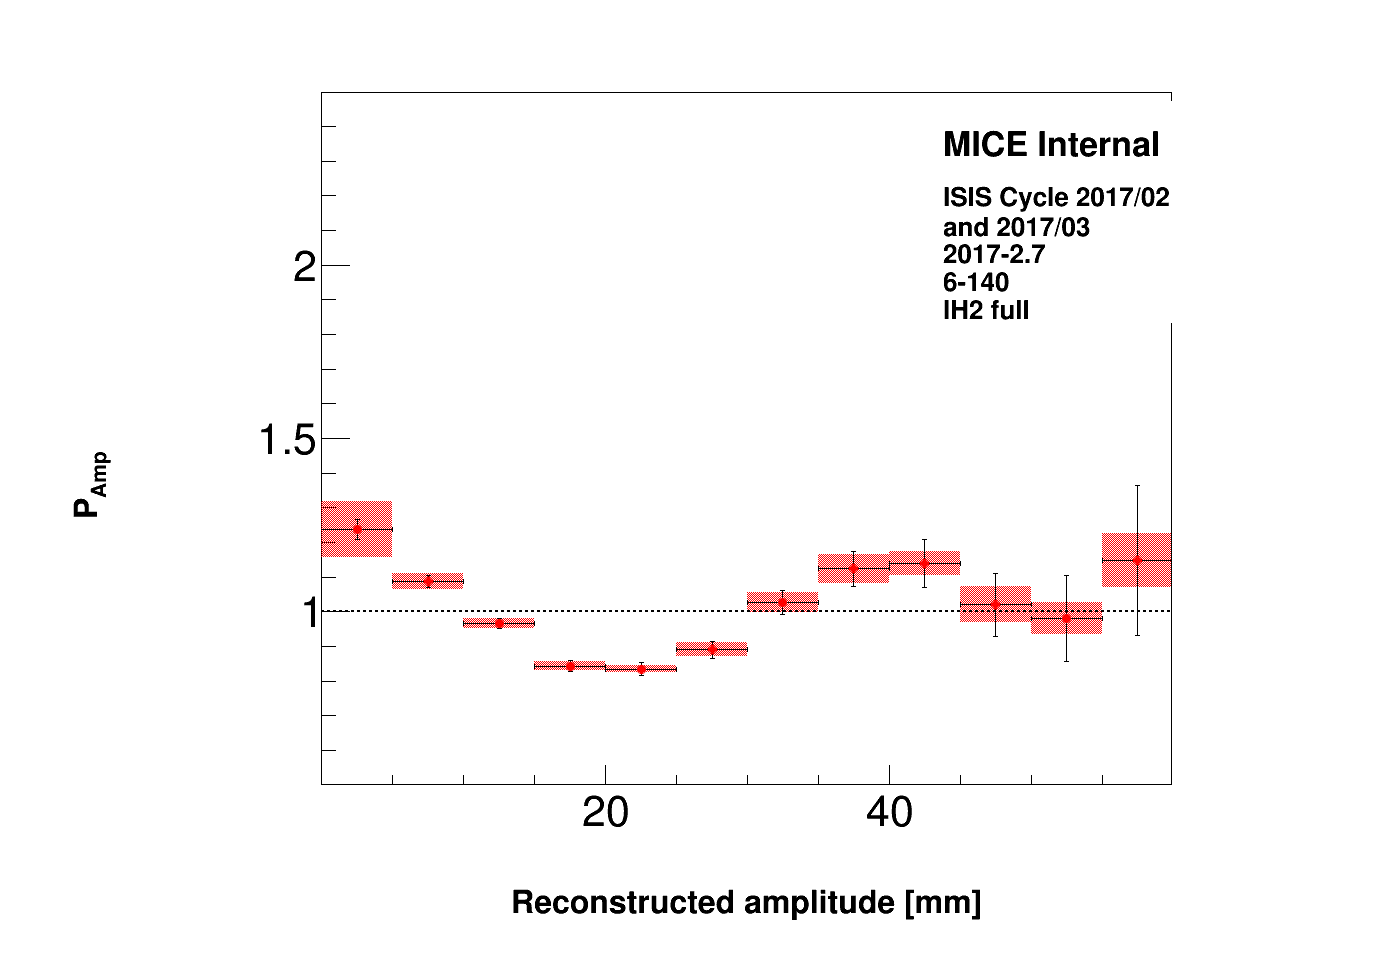 MICE Internal
ISIS Cycle 2017/02
and 2017/03
2017-2.7
6-140
IH2 full
2
1.5
1
P_Amp
20 40
Reconstructed amplitude [mm]